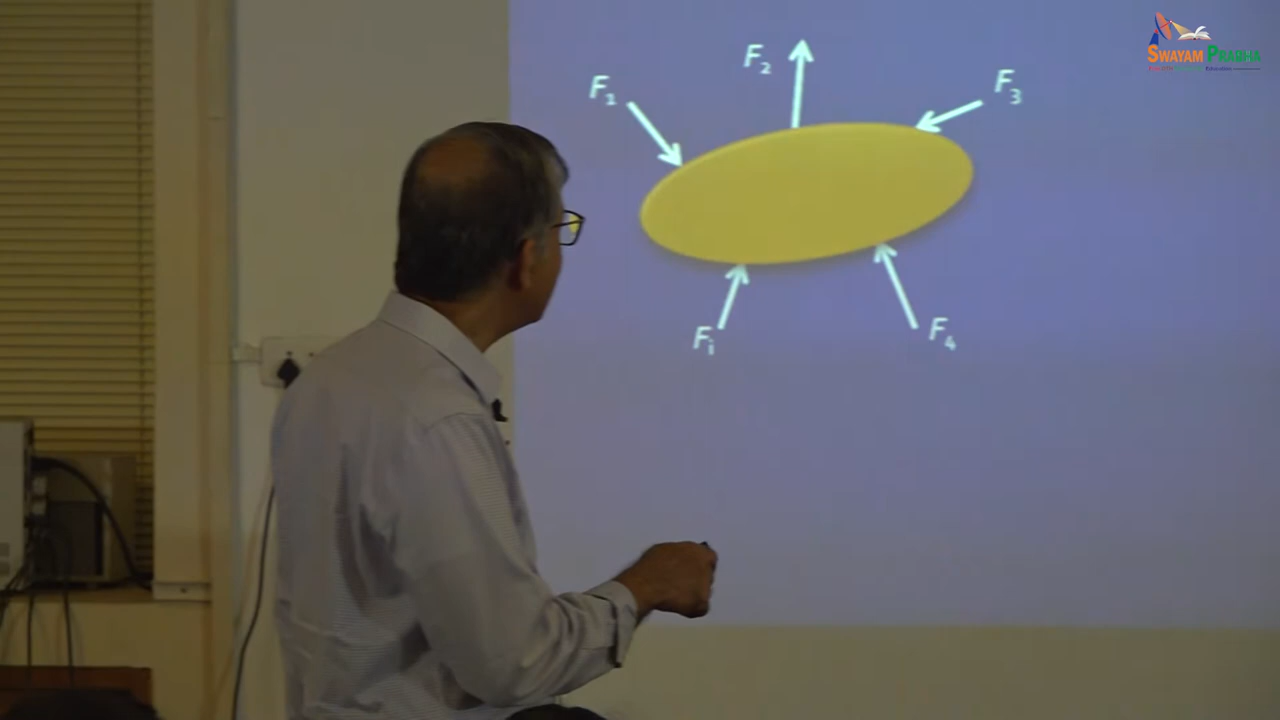 SWAYAM PRABHA
F₂
F₁
F₃
Fᵢ
F₄